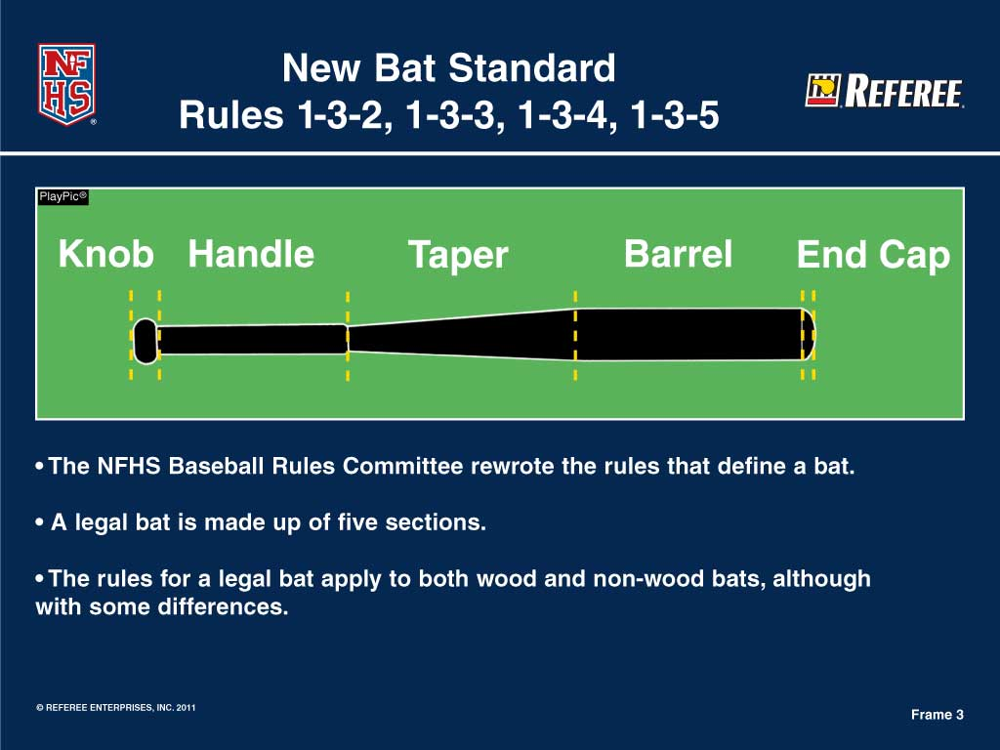 NF
HS
®
New Bat Standard
Rules 1-3-2, 1-3-3, 1-3-4, 1-3-5
REFEREE
PlayPic®
Knob Handle Taper Barrel End Cap
• The NFHS Baseball Rules Committee rewrote the rules that define a bat.
• A legal bat is made up of five sections.
• The rules for a legal bat apply to both wood and non-wood bats, although
with some differences.
© REFEREE ENTERPRISES, INC. 2011
Frame 3